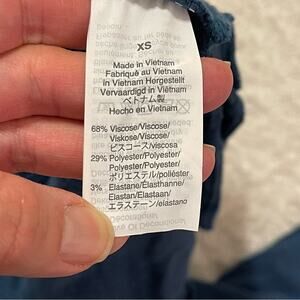 XS
Made in Vietnam
Fabriqué au Vietnam
in Vietnam Hergestellt
Vervaardigd in Viëtnam
ベトナム製
Hecho en Vietnam
68% Viscose/Viscose/
Viskose/Viscose/
ビスコース/viscosa
29% Polyester/Polyester/
Polyester/Polyester/
ポリエステル/poliéster
3% Elastane/Élasthanne/
Elastan/Elastaan/
エラステーン/elastano